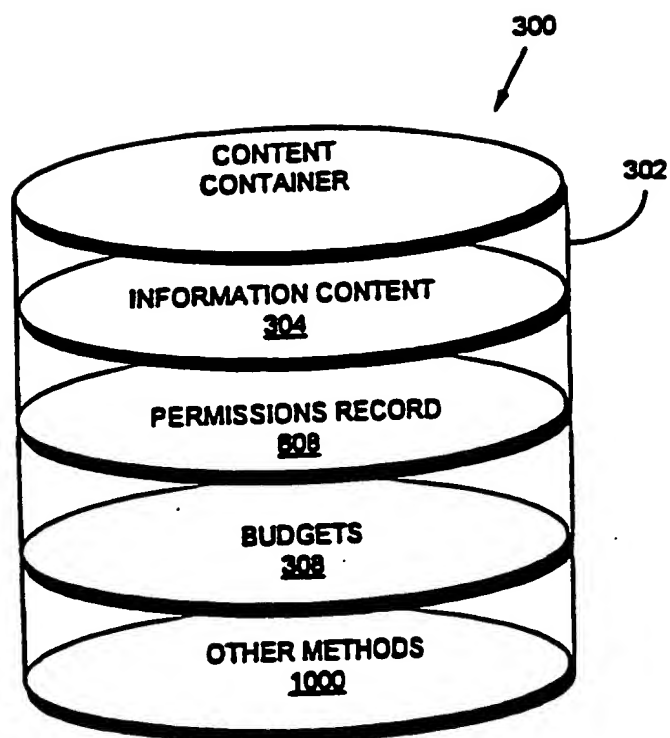 300
CONTENT
CONTAINER
302
INFORMATION CONTENT
304
PERMISSIONS RECORD
808
BUDGETS
308
OTHER METHODS
1000